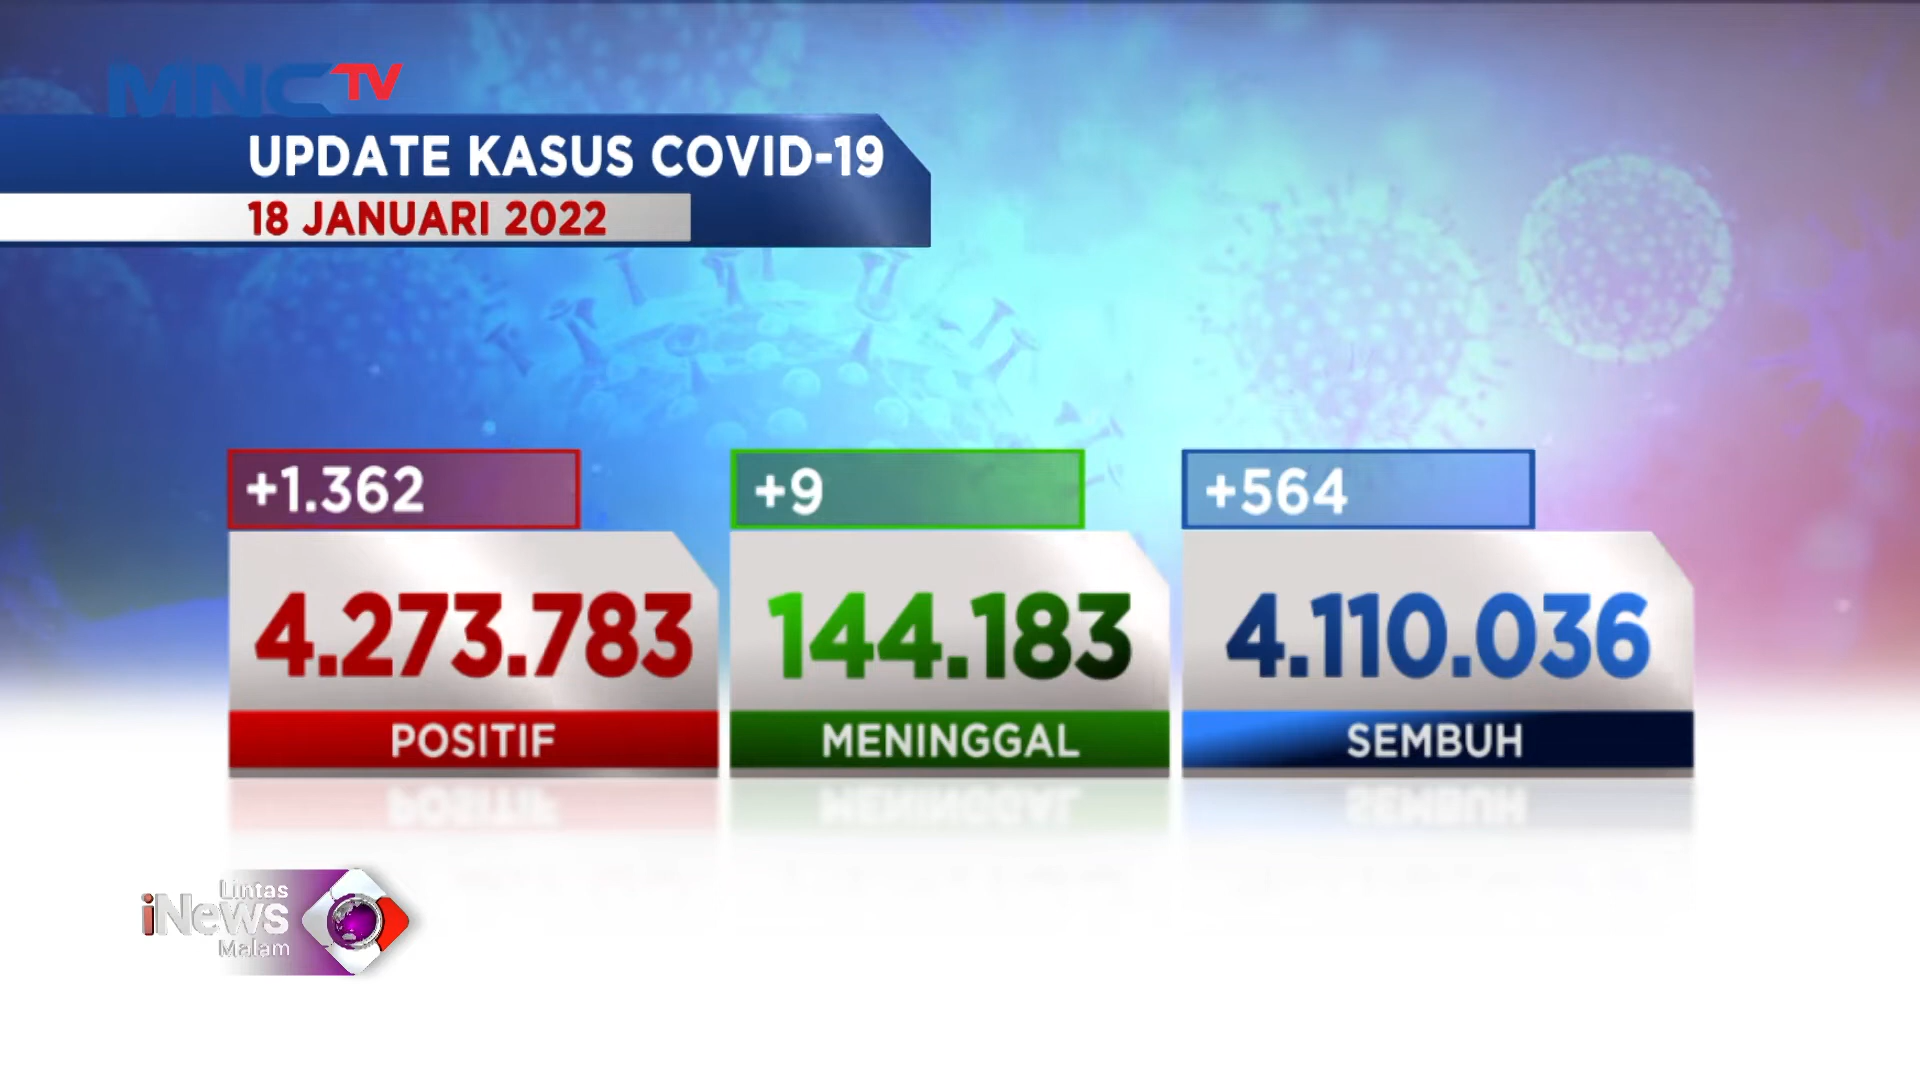 MNCTV
UPDATE KASUS COVID-19
18 JANUARI 2022
+1.362
4.273.783
POSITIF
+9
144.183
MENINGGAL
+564
4.110.036
SEMBUH
Lintas
iNews
Malam